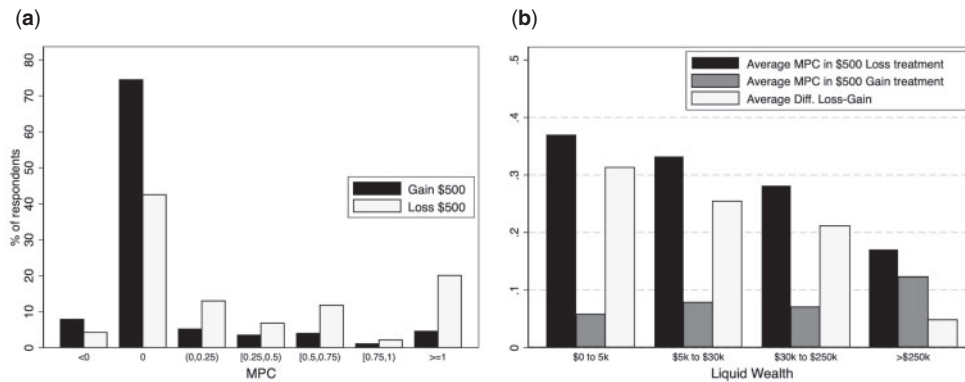 (a)
% of respondents
80
70
60
50
40
30
20
10
0
Gain $500
Loss $500
<0
0
(0,0.25)
[0.25,0.5)
[0.5,0.75)
[0.75,1)
>=1
MPC
(b)
.5
.4
.3
.2
.1
0
Average MPC in $500 Loss treatment
Average MPC in $500 Gain treatment
Average Diff. Loss-Gain
$0 to 5k
$5k to $30k
$30k to $250k
>$250k
Liquid Wealth